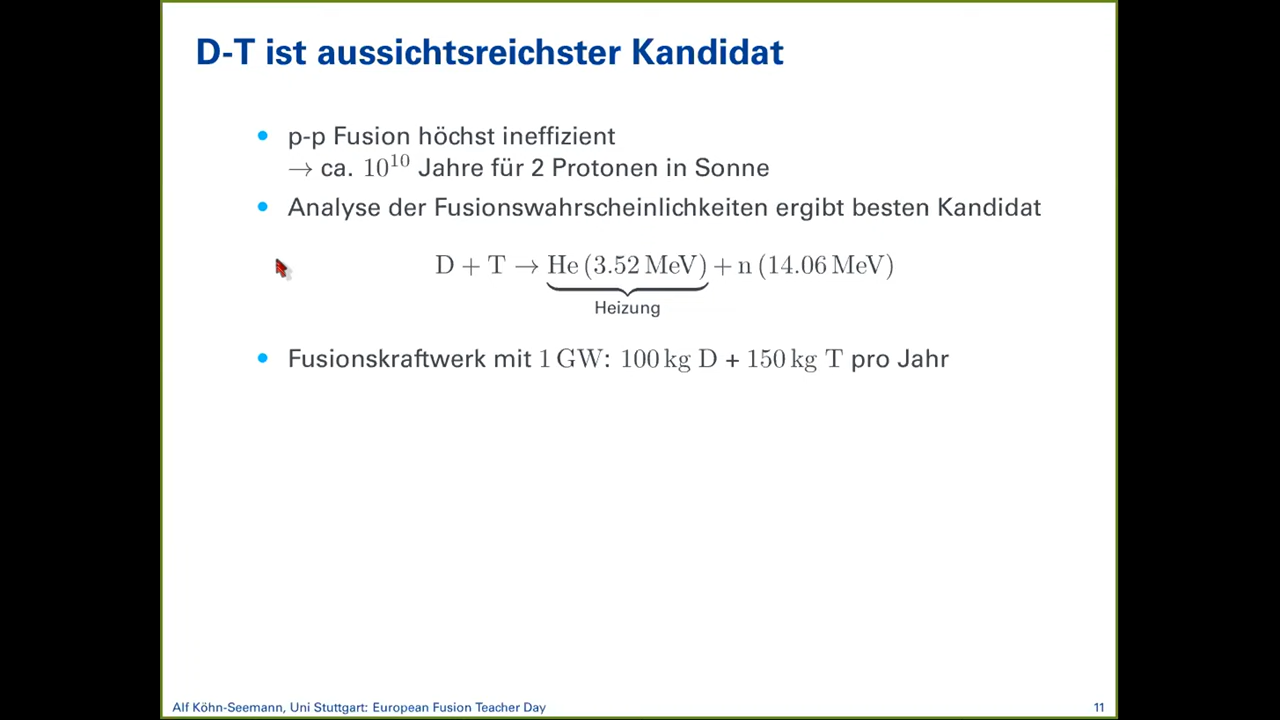 D-T ist aussichtsreichster Kandidat
p-p Fusion höchst ineffizient
→ ca. 10^10 Jahre für 2 Protonen in Sonne
Analyse der Fusionswahrscheinlichkeiten ergibt besten Kandidat
D + T → He (3.52 MeV) + n (14.06 MeV)
Heizung
Fusionskraftwerk mit 1 GW: 100 kg D + 150 kg T pro Jahr
Alf Köhn-Seemann, Uni Stuttgart: European Fusion Teacher Day 11